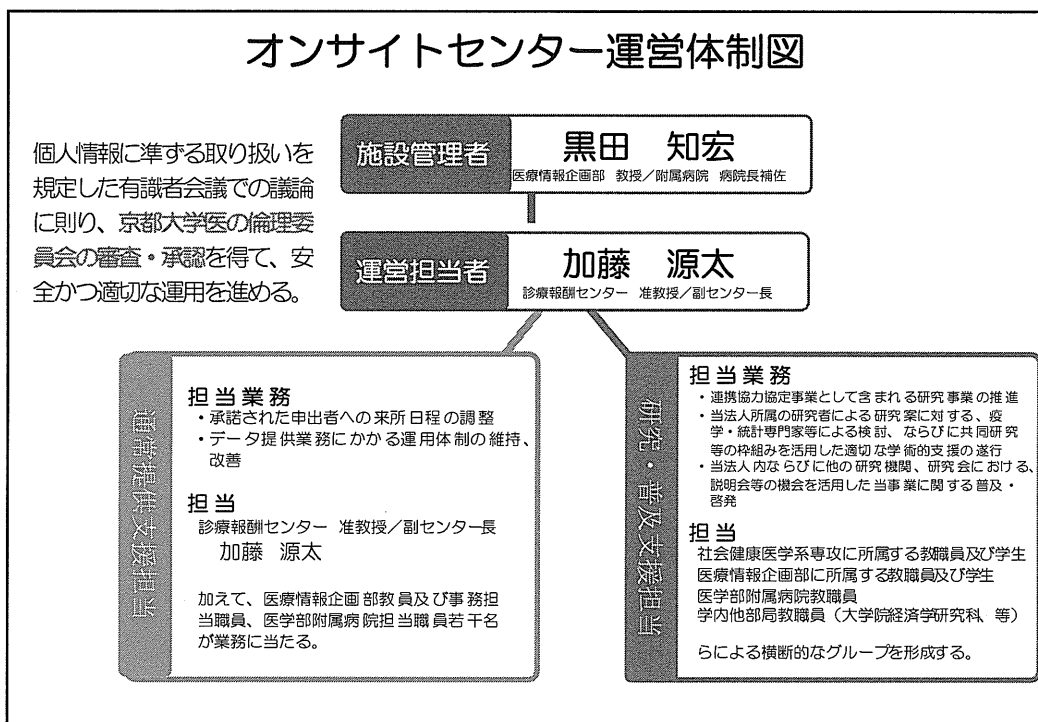 オンサイトセンター運営体制図
個人情報に準ずる取り扱いを
規定した有識者会議での議論
に則り、京都大学医の倫理委
員会の審査・承認を得て、安
全かつ適切な運用を進める。
施設管理者
黒田　知宏
医療情報企画部　教授／附属病院　病院長補佐
運営担当者
加藤　源太
診療報酬センター　准教授／副センター長
通常提供支援担当
担当業務
・承諾された申出者への来所日程の調整
・データ提供業務にかかる運用体制の維持、
改善
担当
診療報酬センター　准教授／副センター長
加藤　源太
加えて、医療情報企画部教員及び事務担
当職員、医学部附属病院担当職員若干名
が業務に当たる。
研究・普及支援担当
担当業務
・連携協力協定事業として含まれる研究事業の推進
・当法人所属の研究者による研究案に対する、疫
学・統計専門家等による検討、ならびに共同研究
等の枠組みを活用した適切な学術的支援の遂行
・当法人内ならびに他の研究機関、研究会における、
説明会等の機会を活用した当事業に関する普及・
啓発
担当
社会健康医学系専攻に所属する教職員及び学生
医療情報企画部に所属する教職員及び学生
医学部附属病院教職員
学内他部局教職員（大学院経済学研究科、等）
らによる横断的なグループを形成する。